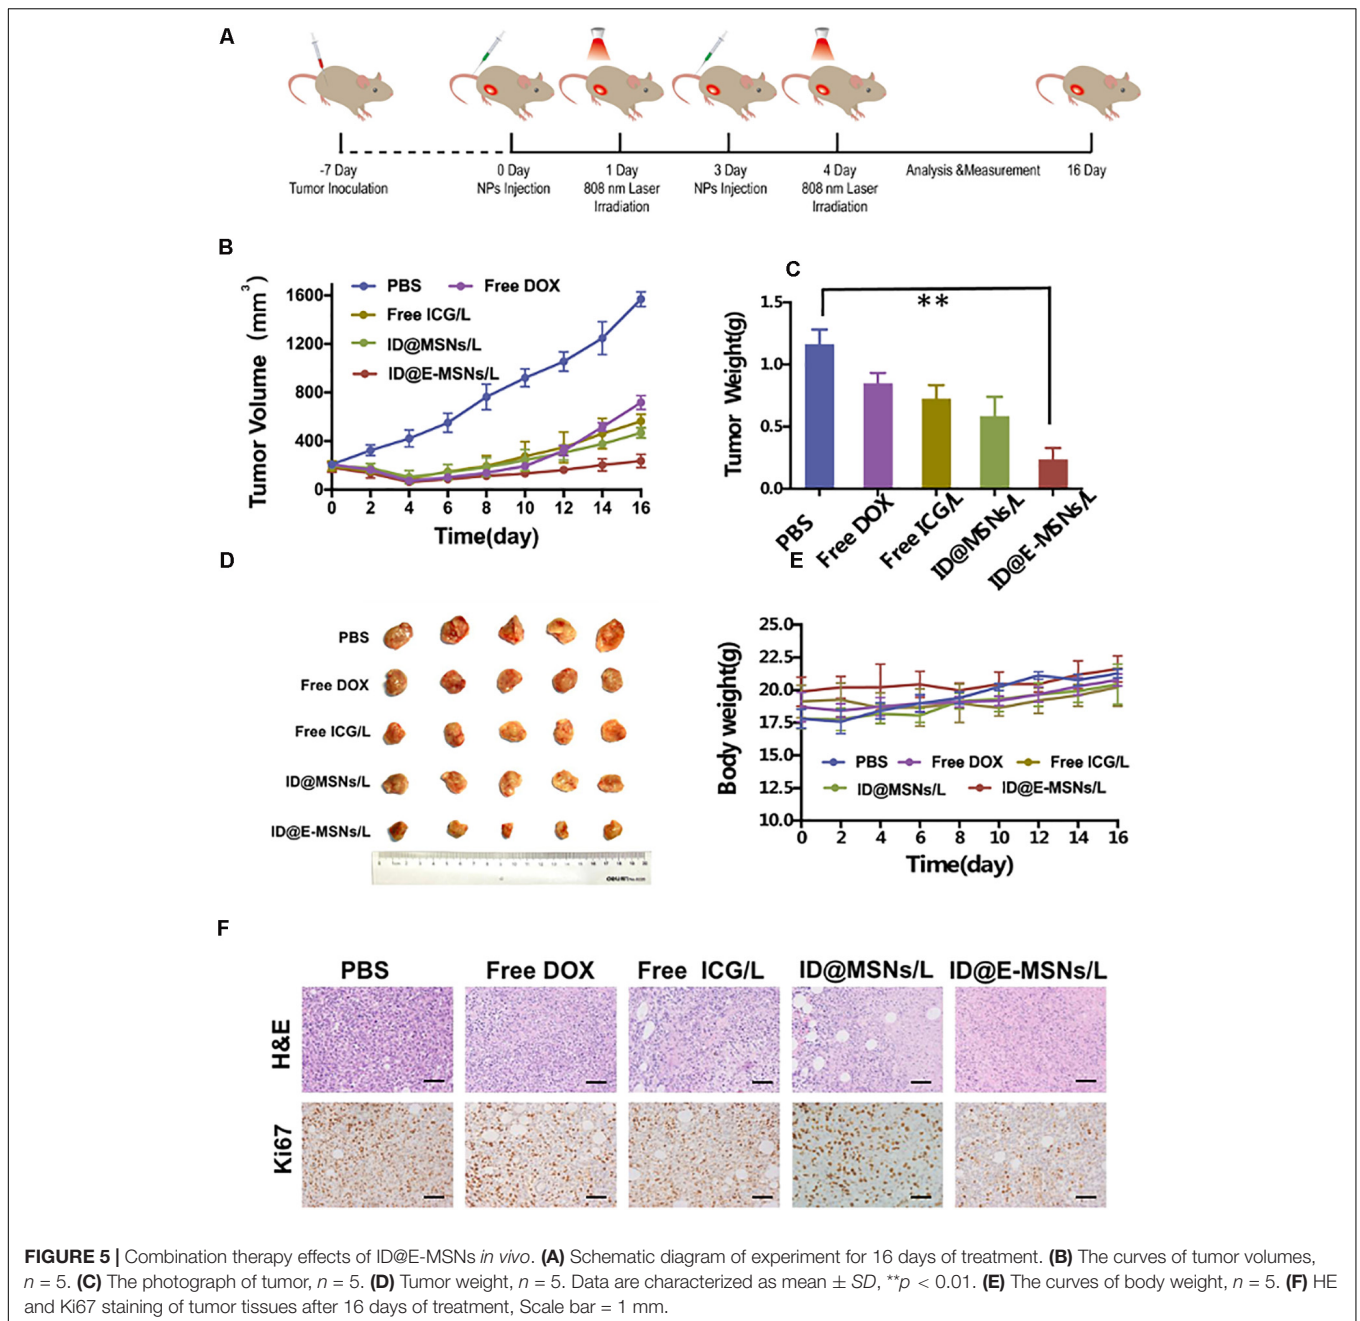 A
-7 Day
Tumor Inoculation
0 Day
NPs Injection
1 Day
808 nm Laser
Irradiation
3 Day
NPs Injection
4 Day
808 nm Laser
Irradiation
Analysis &Measurement
16 Day
B
Tumor Volume (mm³)
1600
1200
800
400
0
PBS
Free DOX
Free ICG/L
ID@MSNs/L
ID@E-MSNs/L
0 2 4 6 8 10 12 14 16
Time(day)
C
Tumor Weight(g)
1.5
1.0
0.5
0.0
**
PBS
Free DOX
Free ICG/L
ID@MSNs/L
ID@E-MSNs/L
D
PBS
Free DOX
Free ICG/L
ID@MSNs/L
ID@E-MSNs/L
E
Body weight(g)
25.0
22.5
20.0
17.5
15.0
12.5
10.0
PBS Free DOX Free ICG/L
ID@MSNs/L ID@E-MSNs/L
0 2 4 6 8 10 12 14 16
Time(day)
F
PBS Free DOX Free ICG/L ID@MSNs/L ID@E-MSNs/L
H&E
Ki67
FIGURE 5 | Combination therapy effects of ID@E-MSNs in vivo. (A) Schematic diagram of experiment for 16 days of treatment. (B) The curves of tumor volumes,
n = 5. (C) The photograph of tumor, n = 5. (D) Tumor weight, n = 5. Data are characterized as mean ± SD, **p < 0.01. (E) The curves of body weight, n = 5. (F) HE
and Ki67 staining of tumor tissues after 16 days of treatment, Scale bar = 1 mm.